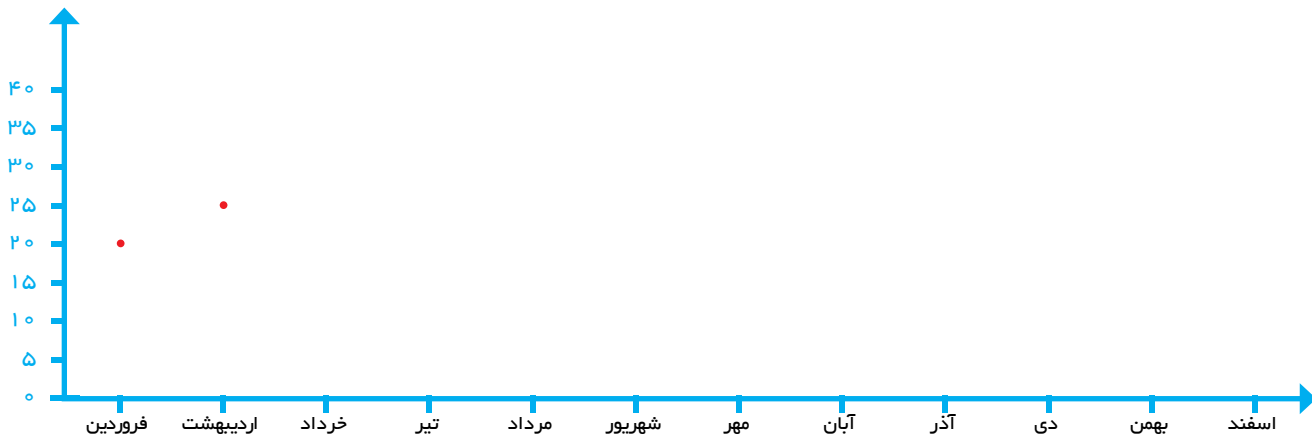 ۴۰
۳۵
۳۰
۲۵
۲۰
۱۵
۱۰
۵
۰
فروردین
اردیبهشت
خرداد
تیر
مرداد
شهریور
مهر
آبان
آذر
دی
بهمن
اسفند